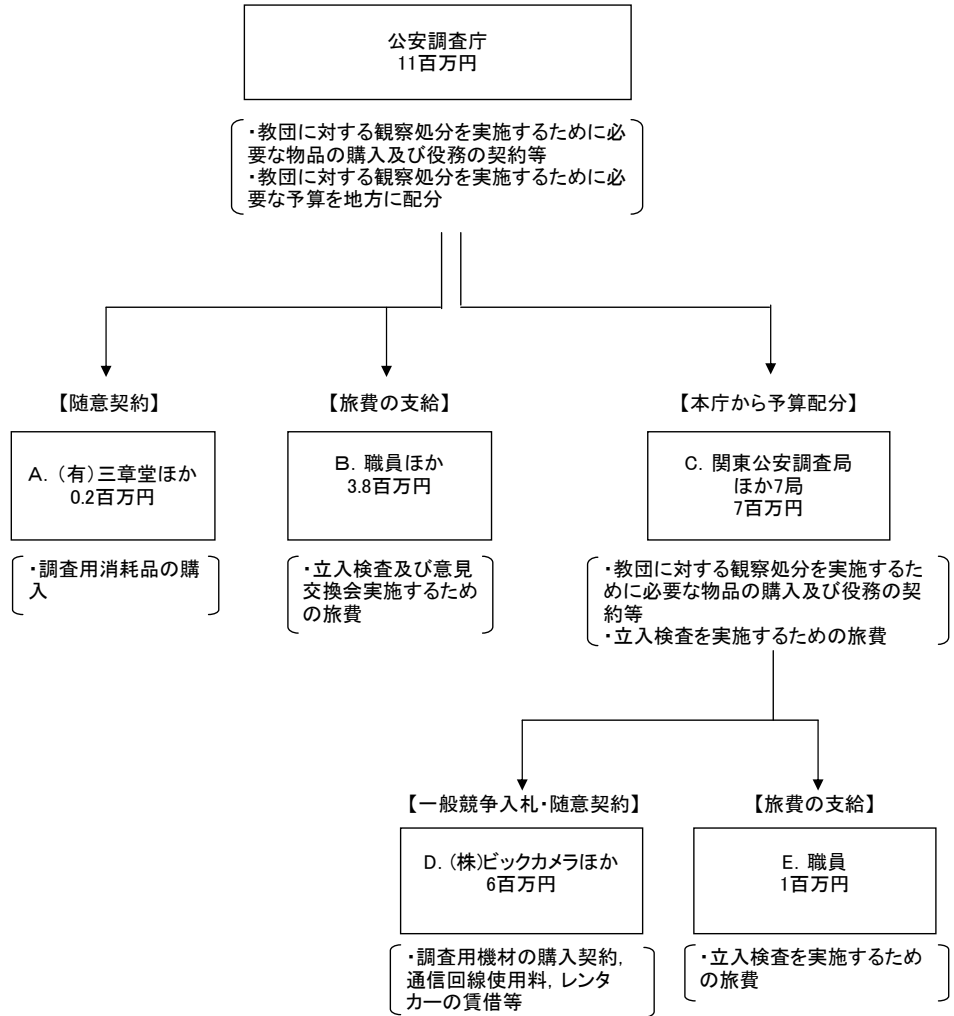 公安調査庁
11百万円
・教団に対する観察処分を実施するために必
要な物品の購入及び役務の契約等
・教団に対する観察処分を実施するために必
要な予算を地方に配分
【随意契約】
【旅費の支給】
【本庁から予算配分】
A．（有）三章堂ほか
0.2百万円
B．職員ほか
3.8百万円
C．関東公安調査局
ほか7局
7百万円
・調査用消耗品の購
入
・立入検査及び意見
交換会実施するため
の旅費
・教団に対する観察処分を実施するた
めに必要な物品の購入及び役務の契
約等
・立入検査を実施するための旅費
【一般競争入札・随意契約】
【旅費の支給】
D．（株）ビックカメラほか
6百万円
E．職員
1百万円
・調査用機材の購入契約，
通信回線使用料，レンタ
カーの賃借等
・立入検査を実施するため
の旅費